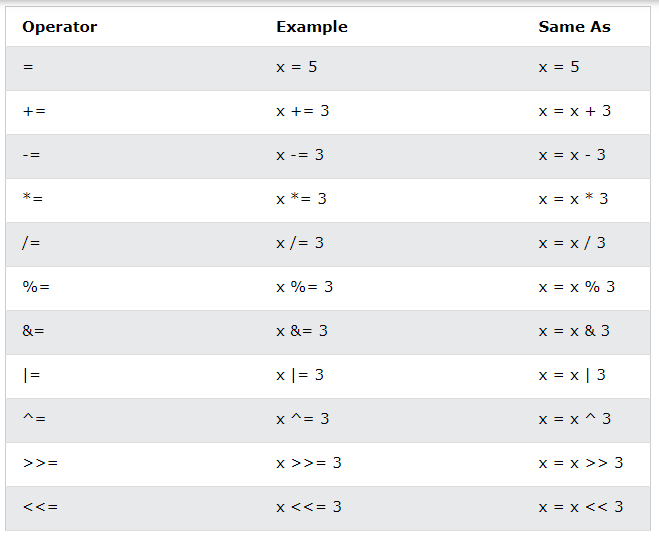 Operator Example Same As
= x = 5 x = 5
+= x += 3 x = x + 3
-= x -= 3 x = x - 3
*= x *= 3 x = x * 3
/= x /= 3 x = x / 3
%= x %= 3 x = x % 3
&= x &= 3 x = x & 3
|= x |= 3 x = x | 3
^= x ^= 3 x = x ^ 3
>>= x >>= 3 x = x >> 3
<<= x <<= 3 x = x << 3